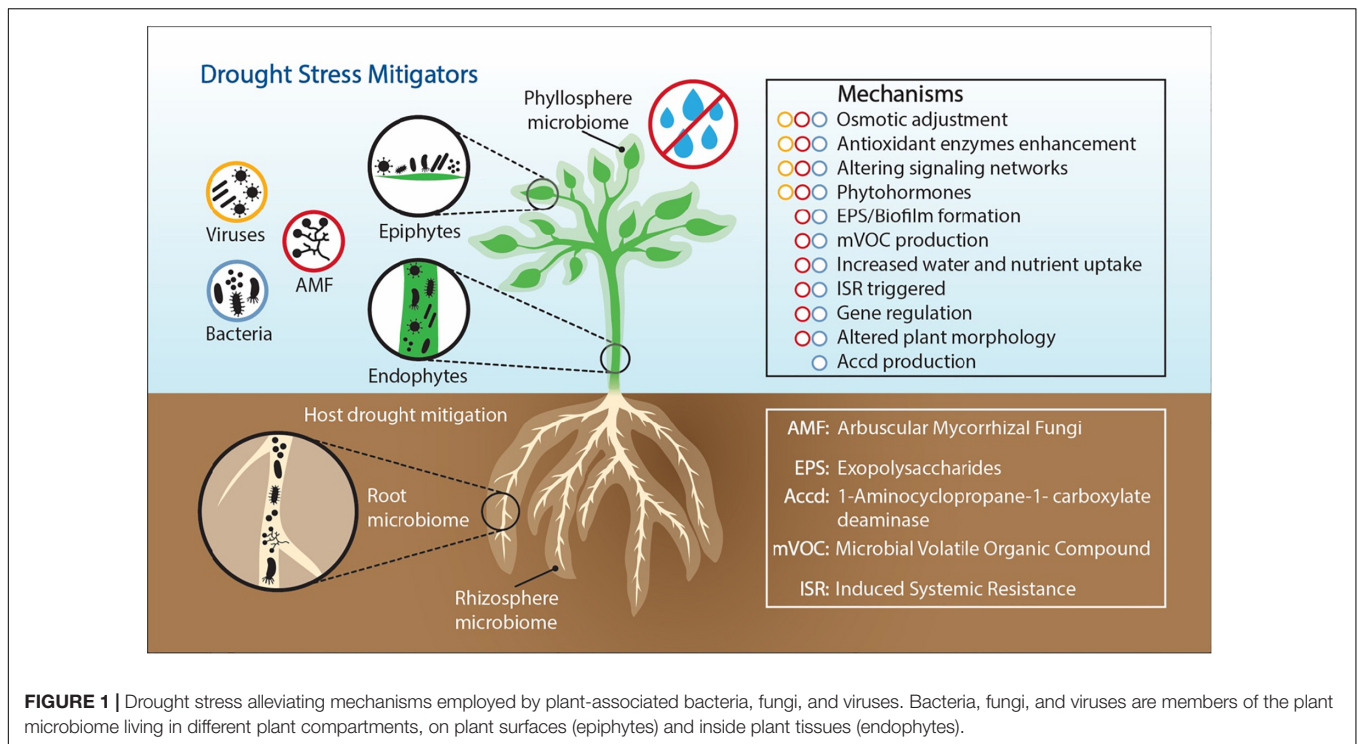 Drought Stress Mitigators
Phyllosphere
microbiome
Viruses
AMF
Bacteria
Epiphytes
Endophytes
Mechanisms
Osmotic adjustment
Antioxidant enzymes enhancement
Altering signaling networks
Phytohormones
EPS/Biofilm formation
mVOC production
Increased water and nutrient uptake
ISR triggered
Gene regulation
Altered plant morphology
Accd production
Host drought mitigation
Root
microbiome
Rhizosphere
microbiome
AMF: Arbuscular Mycorrhizal Fungi
EPS: Exopolysaccharides
Accd: 1-Aminocyclopropane-1- carboxylate
deaminase
mVOC: Microbial Volatile Organic Compound
ISR: Induced Systemic Resistance
FIGURE 1 | Drought stress alleviating mechanisms employed by plant-associated bacteria, fungi, and viruses. Bacteria, fungi, and viruses are members of the plant
microbiome living in different plant compartments, on plant surfaces (epiphytes) and inside plant tissues (endophytes).